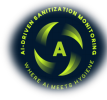 AI-DRIVEN SANITIZATION MONITORING
A
WHERE AI MEETS HYGIENE